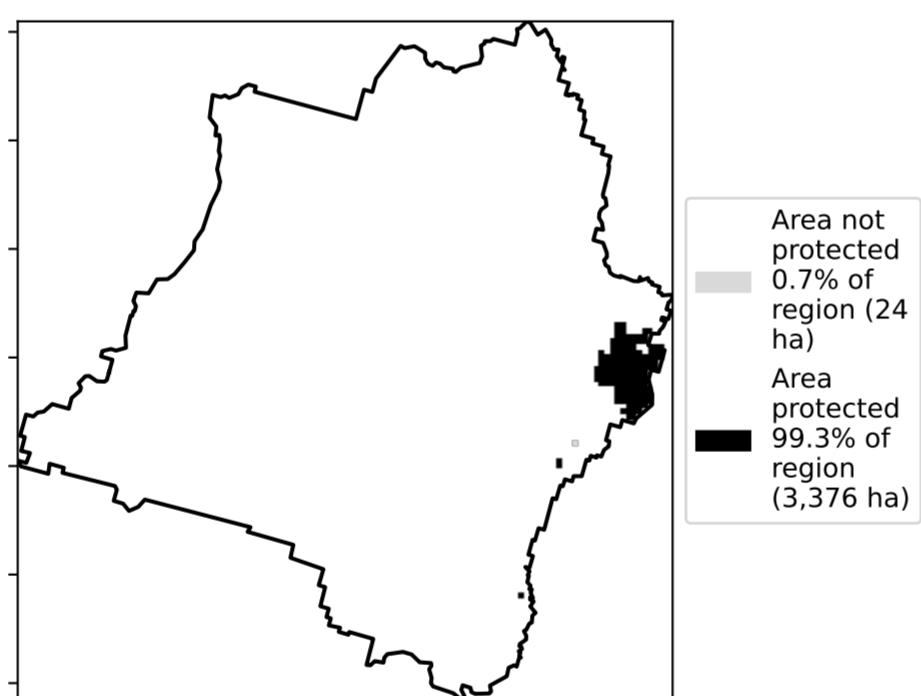 Area not
protected
0.7% of
region (24
ha)
Area
protected
99.3% of
region
(3,376 ha)